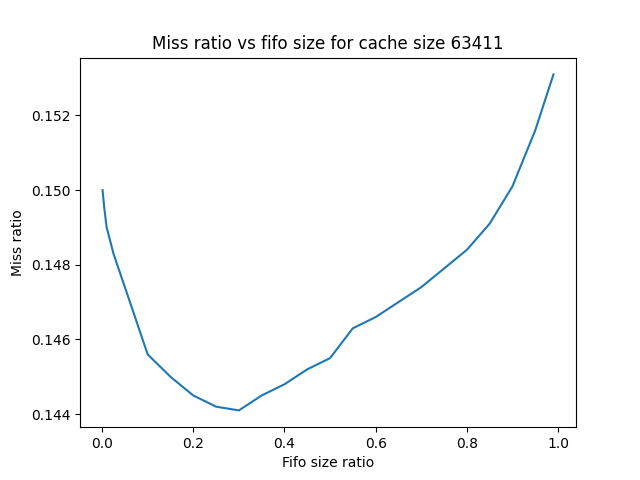 Miss ratio vs fifo size for cache size 63411
0.152
0.150
0.148
0.146
0.144
Miss ratio
0.0 0.2 0.4 0.6 0.8 1.0
Fifo size ratio